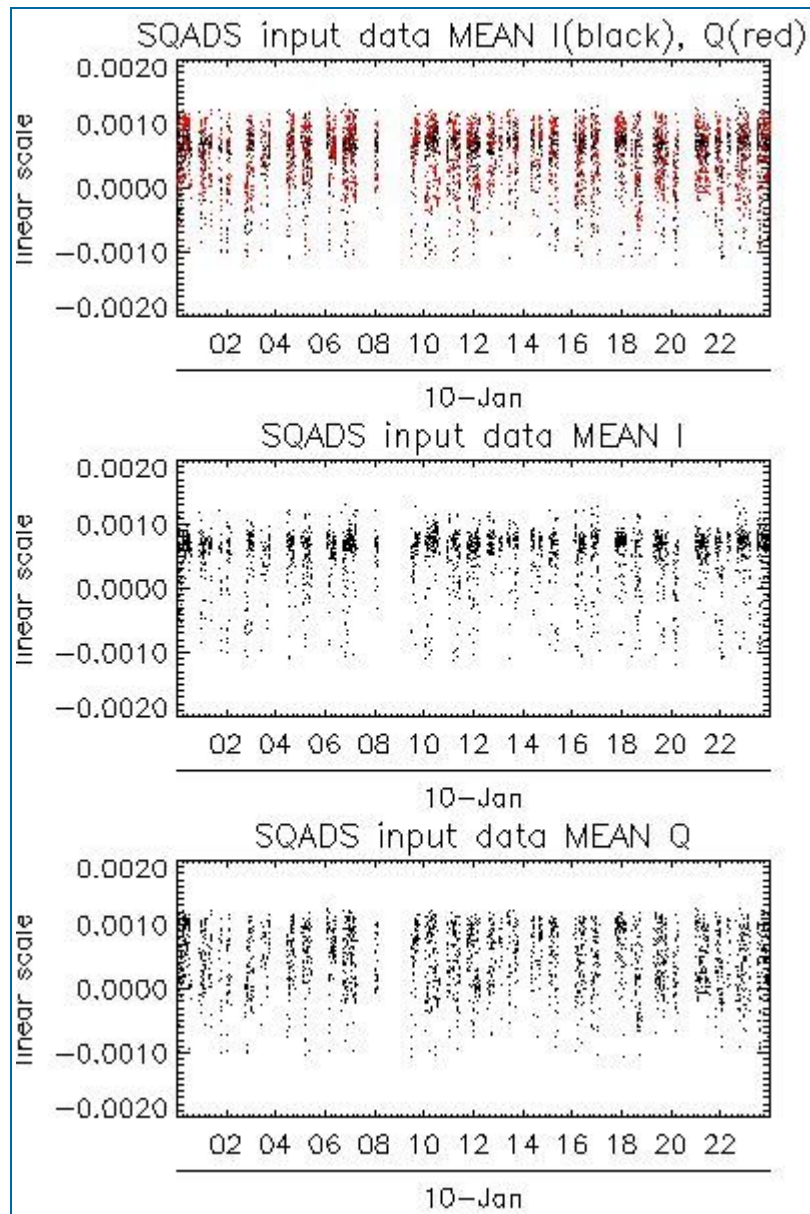 SQADS input data MEAN I(black), Q(red)
0.0020
0.0010
0.0000
−0.0010
−0.0020
linear scale
02 04 06 08 10 12 14 16 18 20 22
10−Jan
SQADS input data MEAN I
0.0020
0.0010
0.0000
−0.0010
−0.0020
linear scale
02 04 06 08 10 12 14 16 18 20 22
10−Jan
SQADS input data MEAN Q
0.0020
0.0010
0.0000
−0.0010
−0.0020
linear scale
02 04 06 08 10 12 14 16 18 20 22
10−Jan